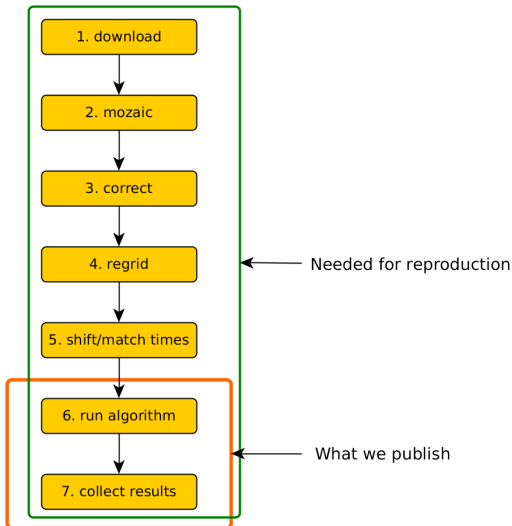 1. download
2. mozaic
3. correct
4. regrid
Needed for reproduction
5. shift/match times
6. run algorithm
What we publish
7. collect results